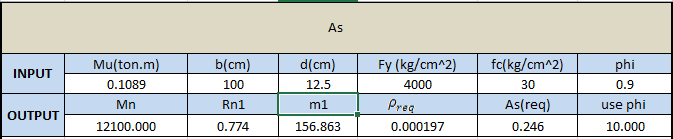 As
INPUT Mu(ton.m) b(cm) d(cm) Fy (kg/cm^2) fc(kg/cm^2) phi
0.1089 100 12.5 4000 30 0.9
OUTPUT Mn Rn1 m1 ρreq As(req) use phi
12100.000 0.774 156.863 0.000197 0.246 10.000